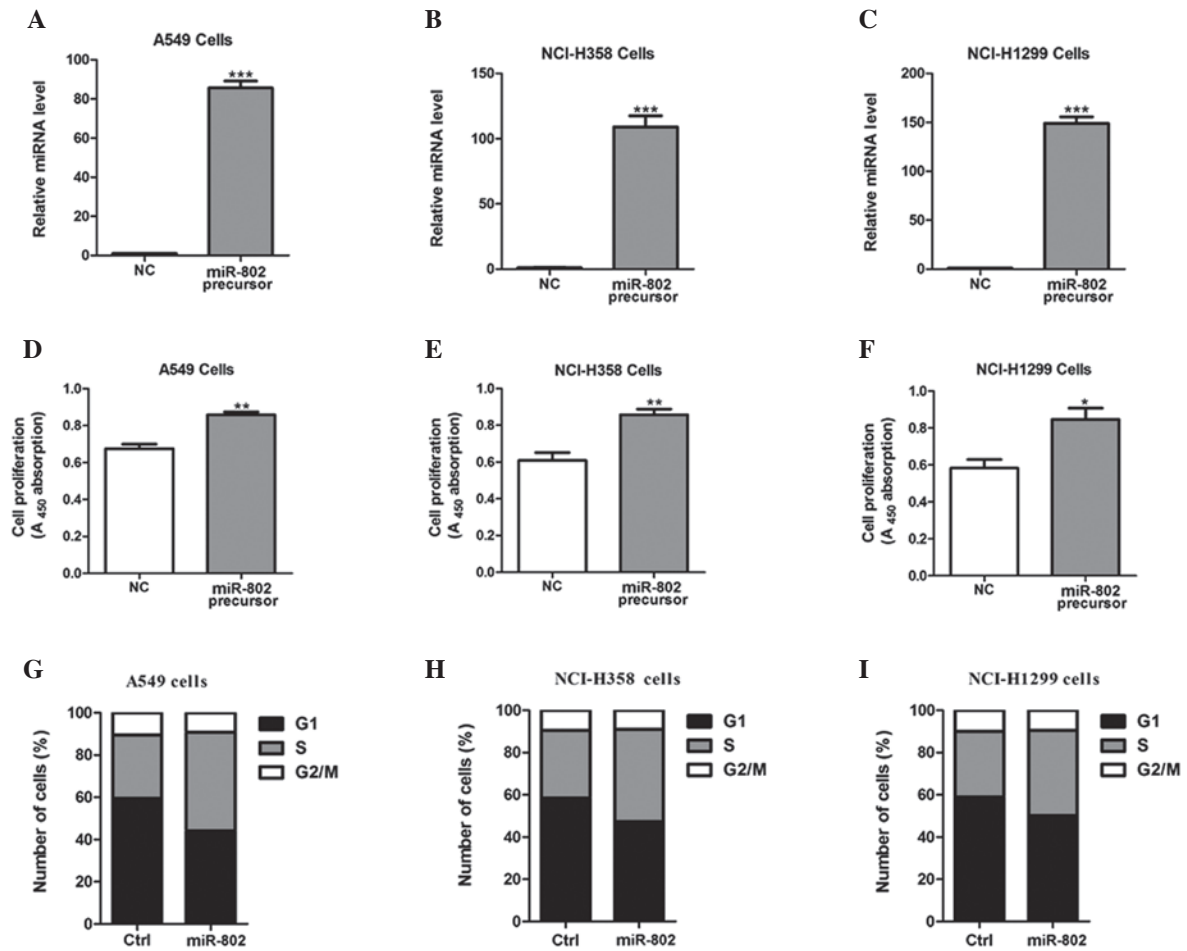 A
A549 Cells
Relative miRNA level
100
80
60
40
20
0
***
NC
miR-802
precursor
B
NCI-H358 Cells
Relative miRNA level
150
100
50
0
***
NC
miR-802
precursor
C
NCI-H1299 Cells
Relative miRNA level
200
150
100
50
0
***
NC
miR-802
precursor
D
A549 Cells
Cell proliferation
(A 450 absorption)
1.0
0.8
0.6
0.4
0.2
0.0
**
NC
miR-802
precursor
E
NCI-H358 Cells
Cell proliferation
(A 450 absorption)
1.0
0.8
0.6
0.4
0.2
0.0
**
NC
miR-802
precursor
F
NCI-H1299 Cells
Cell proliferation
(A 450 absorption)
1.0
0.8
0.6
0.4
0.2
0.0
*
NC
miR-802
precursor
G
A549 cells
Number of cells (%)
100
80
60
40
20
0
Ctrl
miR-802
G1
S
G2/M
H
NCI-H358 cells
Number of cells (%)
100
80
60
40
20
0
Ctrl
miR-802
G1
S
G2/M
I
NCI-H1299 cells
Number of cells (%)
100
80
60
40
20
0
Ctrl
miR-802
G1
S
G2/M